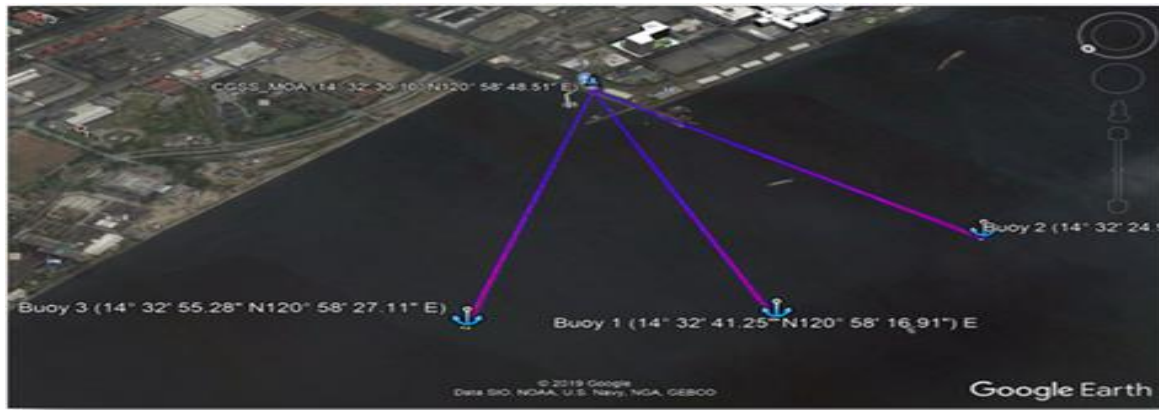 CGSS_MOA (14° 32' 30.10" N120° 58' 48.51" E)
Buoy 2 (14° 32' 24.9
Buoy 3 (14° 32' 55.28" N120° 58' 27.11" E)
Buoy 1 (14° 32' 41.25" N120° 58' 16.91") E
© 2019 Google
Data SIO, NOAA, U.S. Navy, NGA, GEBCO
Google Earth